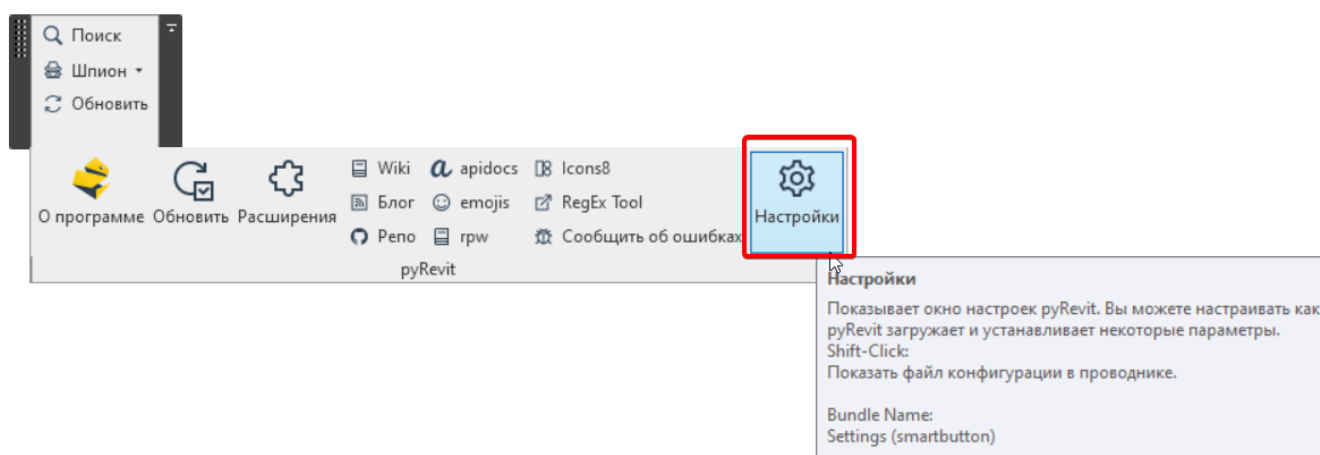 Поиск
Шпион
Обновить
О программе
Обновить
Расширения
Wiki
Блог
Репо
apidocs
emojis
rpw
Icons8
RegEx Tool
Сообщить об ошибках
Настройки
pyRevit
Настройки
Показывает окно настроек pyRevit. Вы можете настраивать как
pyRevit загружает и устанавливает некоторые параметры.
Shift-Click:
Показать файл конфигурации в проводнике.
Bundle Name:
Settings (smartbutton)